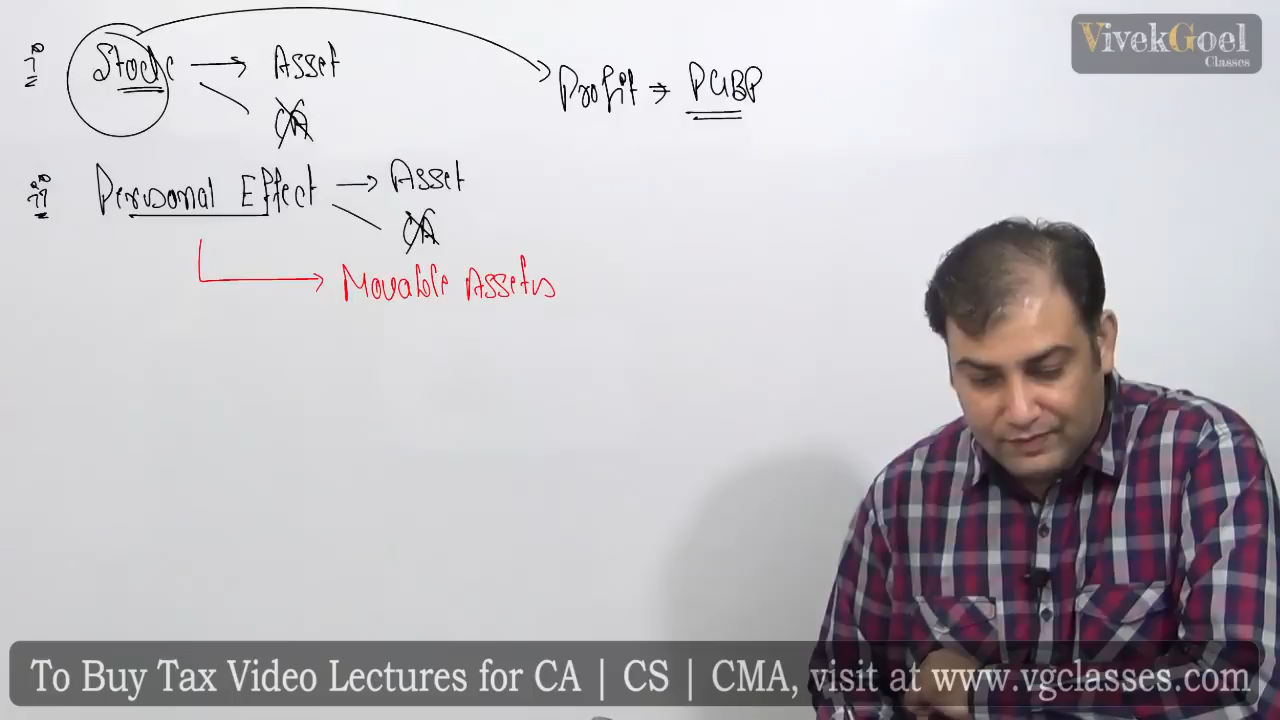 VivekGoel
Classes
i) Stock → Asset
CA
Profit ⇒ PGBP
ii) Personal Effect → Asset
CA
→ Movable Assets
To Buy Tax Video Lectures for CA | CS | CMA, visit at www.vgclasses.com